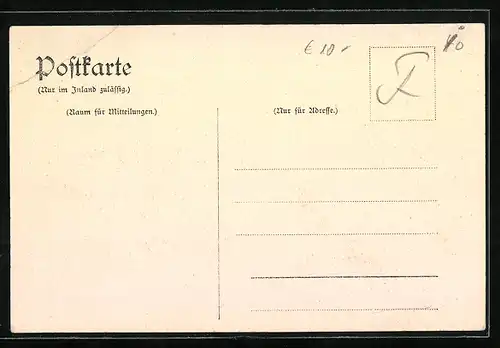 € 10.-
Postkarte
(Nur im Inland zulässig.)
(Raum für Mitteilungen.)
(Nur für Adresse.)